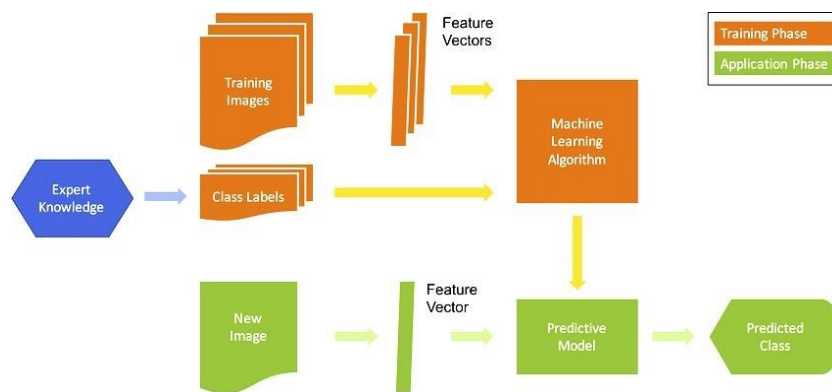 Feature
Vectors
Training Phase
Application Phase
Training
Images
Machine
Learning
Algorithm
Expert
Knowledge
Class Labels
New
Image
Feature
Vector
Predictive
Model
Predicted
Class